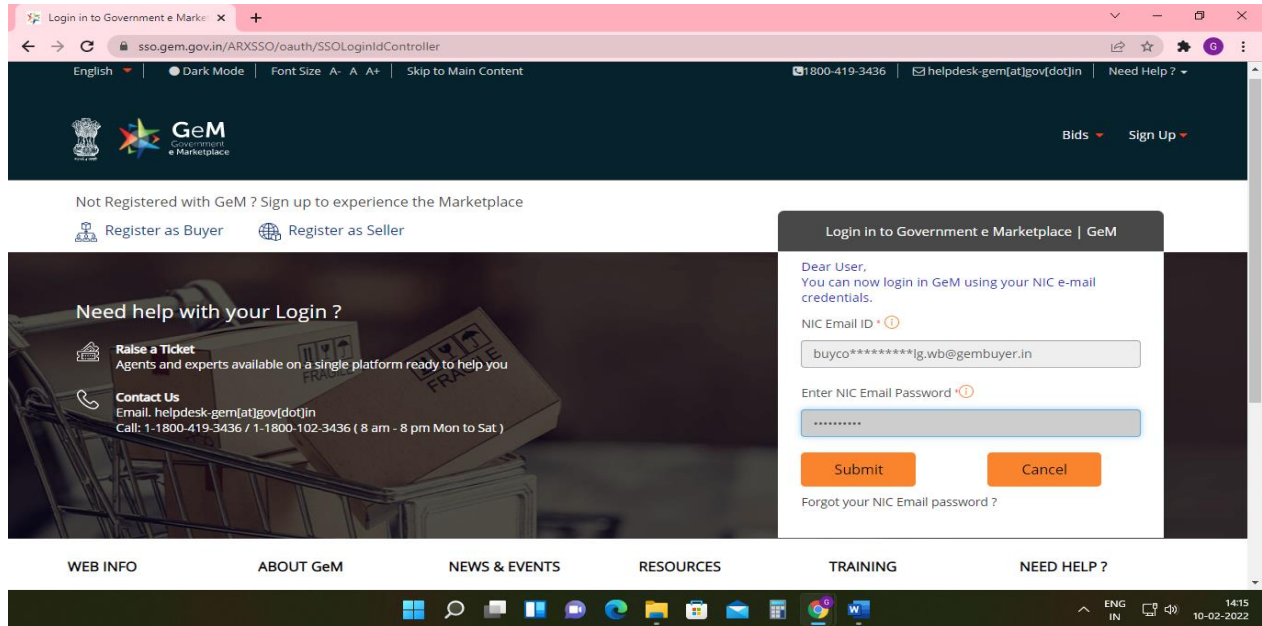 Login in to Government e Marke
sso.gem.gov.in/ARXSSO/oauth/SSOLoginIdController
G
English | Dark Mode | Font Size A- A A+ | Skip to Main Content
1800-419-3436 | helpdesk-gem[at]gov[dot]in | Need Help ?
GeM
Government
e Marketplace
Bids Sign Up
Not Registered with GeM ? Sign up to experience the Marketplace
Register as Buyer Register as Seller
Login in to Government e Marketplace | GeM
Dear User,
You can now login in GeM using your NIC e-mail
credentials.
NIC Email ID *
buyco*********lg.wb@gembuyer.in
Enter NIC Email Password *
••••••••••
Submit Cancel
Forgot your NIC Email password ?
Need help with your Login ?
Raise a Ticket
Agents and experts available on a single platform ready to help you
Contact Us
Email. helpdesk-gem[at]gov[dot]in
Call: 1-1800-419-3436 / 1-1800-102-3436 ( 8 am - 8 pm Mon to Sat )
FRAGILE
FRAGILE
WEB INFO ABOUT GeM NEWS & EVENTS RESOURCES TRAINING NEED HELP ?
ENG
IN
14:15
10-02-2022